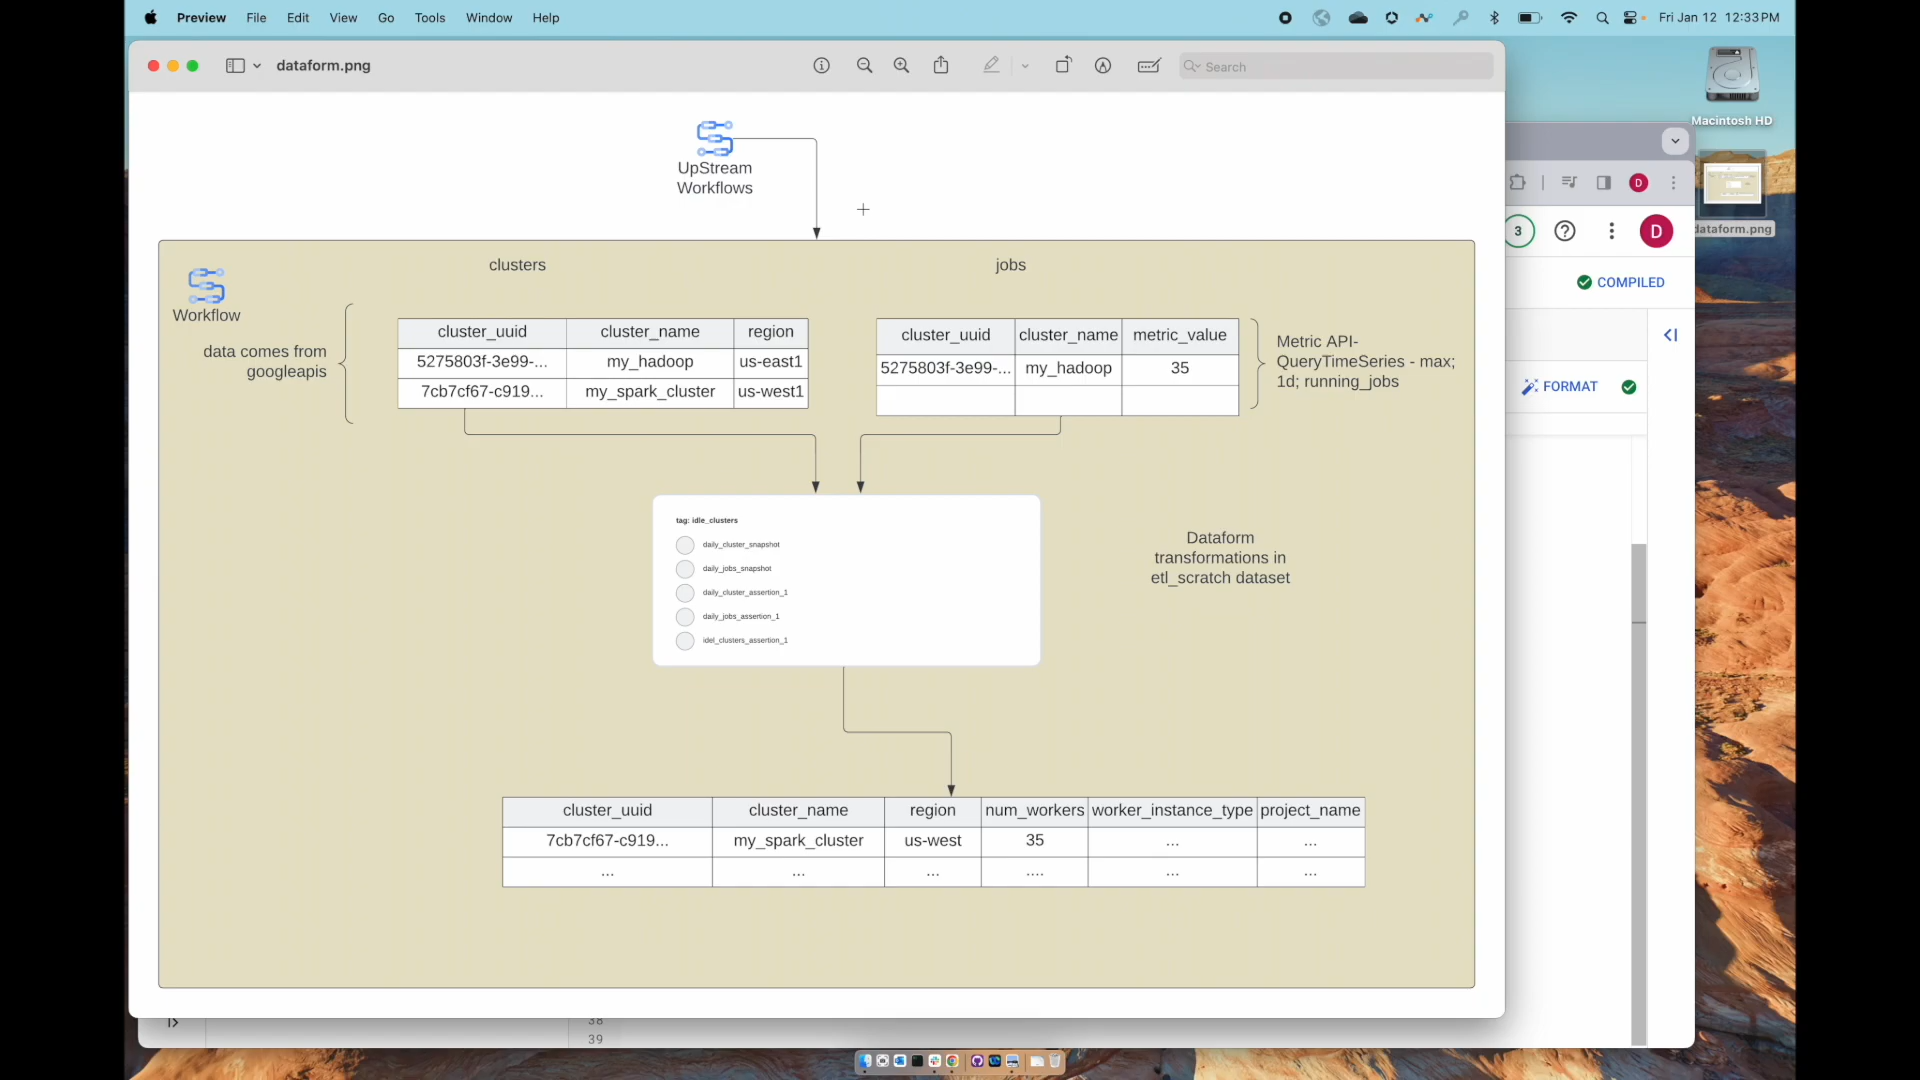 Preview File Edit View Go Tools Window Help
Fri Jan 12 12:33 PM
dataform.png
Search
Macintosh HD
dataform.png
D
3
D
COMPILED
FORMAT
38
39
UpStream
Workflows
Workflow
data comes from
googleapis
clusters
cluster_uuid cluster_name region
5275803f-3e99-... my_hadoop us-east1
7cb7cf67-c919... my_spark_cluster us-west1
jobs
cluster_uuid cluster_name metric_value
5275803f-3e99-... my_hadoop 35
Metric API-
QueryTimeSeries - max;
1d; running_jobs
tag: idle_clusters
daily_cluster_snapshot
daily_jobs_snapshot
daily_cluster_assertion_1
daily_jobs_assertion_1
idel_clusters_assertion_1
Dataform
transformations in
etl_scratch dataset
cluster_uuid cluster_name region num_workers worker_instance_type project_name
7cb7cf67-c919... my_spark_cluster us-west 35 ... ...
... ... ... .... ... ...